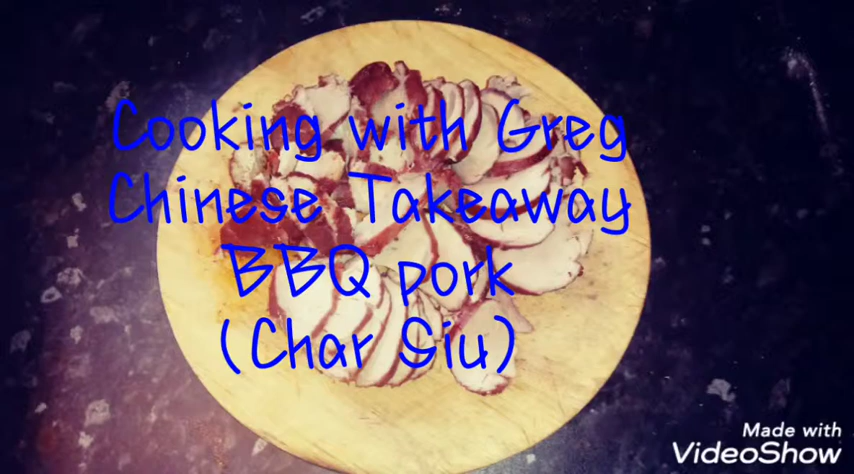 Cooking with Greg
Chinese Takeaway
BBQ pork
(Char Siu)
Made with
VideoShow